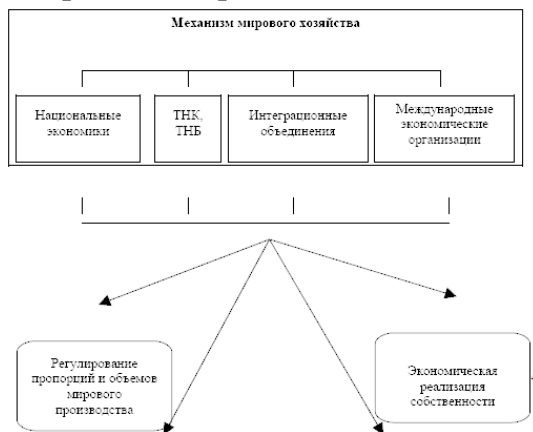 Механизм мирового хозяйства
Национальные
экономики
ТНК,
ТНБ
Интеграционные
объединения
Международные
экономические
организации
Регулирование
пропорций и объемов
мирового
производства
Экономическая
реализация
собственности